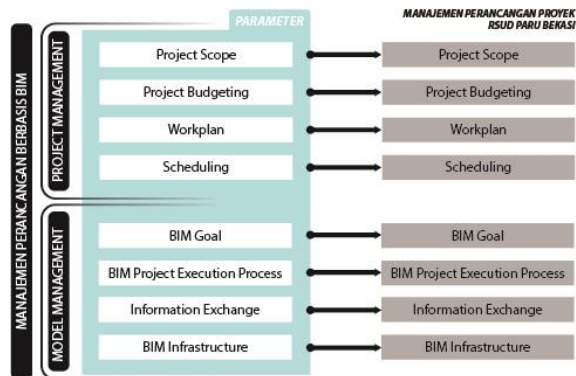 PARAMETER
MANAJEMEN PERANCANGAN PROYEK
RSUD PARU BEKASI
MANAJEMEN PERANCANGAN BERBASIS BIM
PROJECT MANAGEMENT
Project Scope
Project Scope
Project Budgeting
Project Budgeting
Workplan
Workplan
Scheduling
Scheduling
MODEL MANAGEMENT
BIM Goal
BIM Goal
BIM Project Execution Process
BIM Project Execution Process
Information Exchange
Information Exchange
BIM Infrastructure
BIM Infrastructure